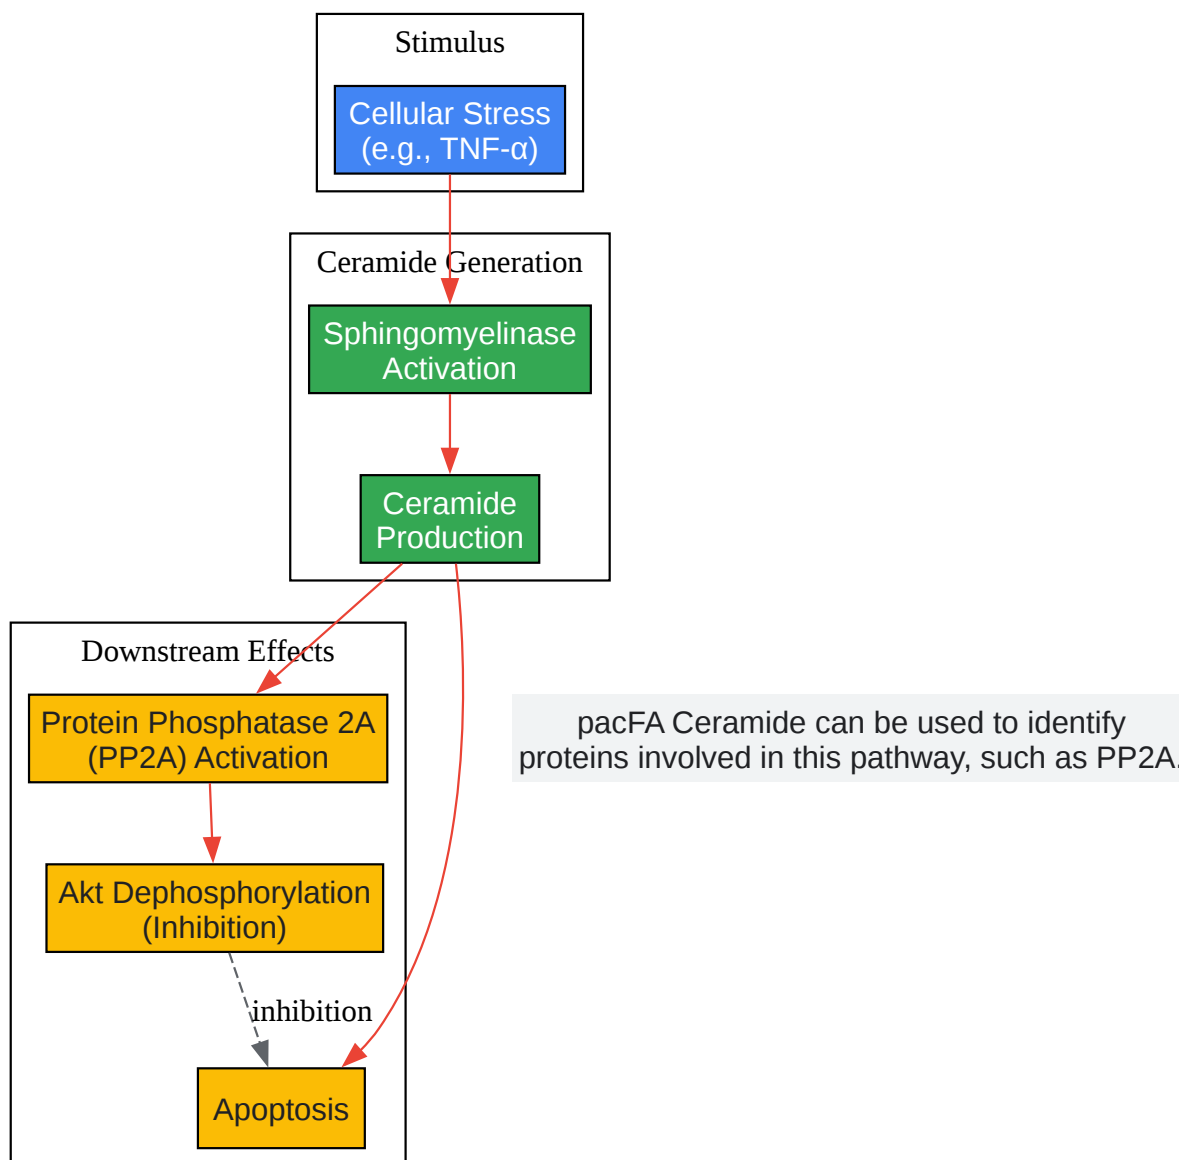 Stimulus
Cellular Stress
(e.g., TNF-α)
Ceramide Generation
Sphingomyelinase
Activation
Ceramide
Production
Downstream Effects
Protein Phosphatase 2A
(PP2A) Activation
pacFA Ceramide can be used to identify
proteins involved in this pathway, such as PP2A.
Akt Dephosphorylation
(Inhibition)
inhibition
Apoptosis